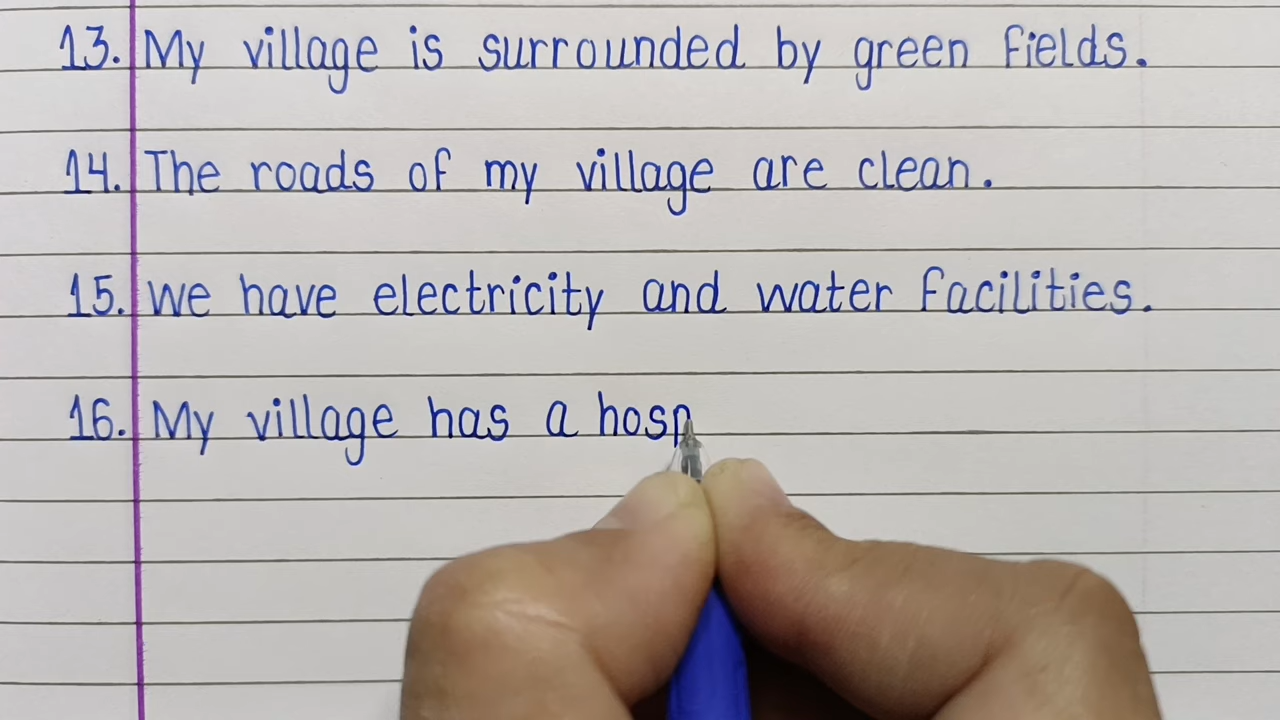 13. My village is surrounded by green fields.
14. The roads of my village are clean.
15. We have electricity and water facilities.
16. My village has a hosp